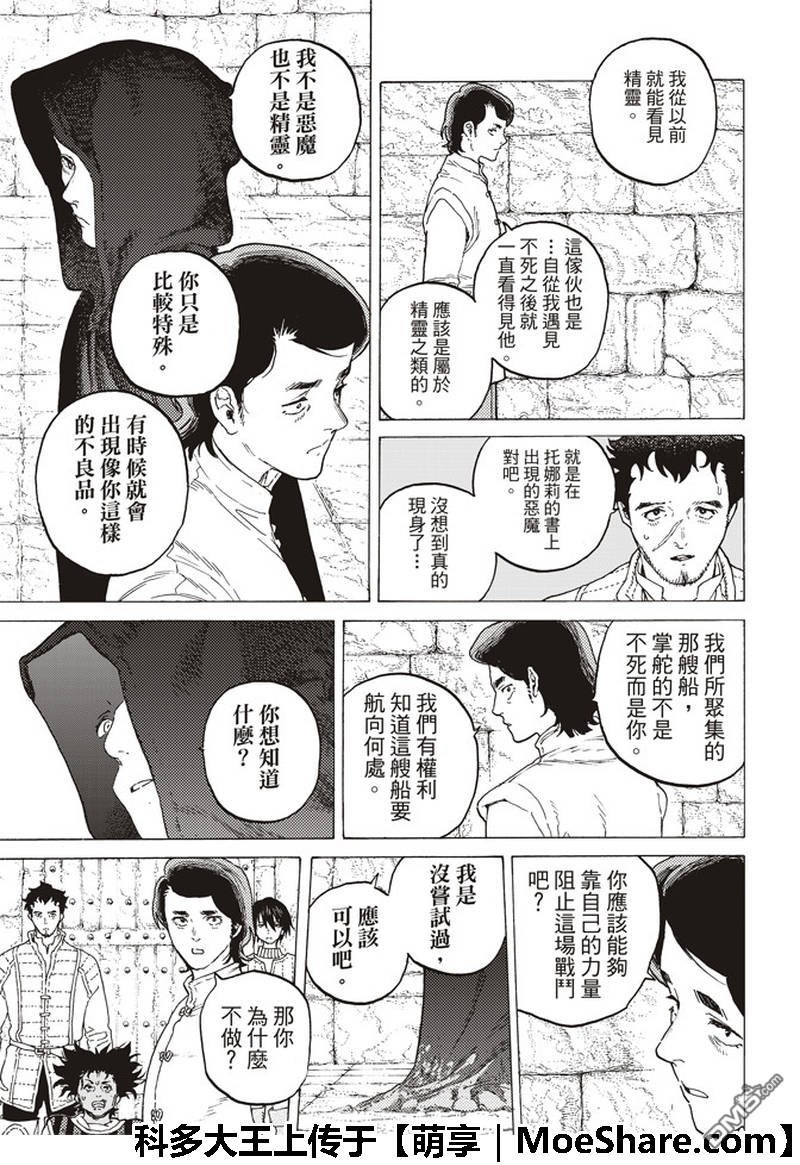 我從以前
就能看見
精靈。
這傢伙也是
…自從我遇見
不死之後就
一直看得見他。
應該是屬於
精靈之類的。
我不是惡魔
也不是精靈。
你只是
比較特殊。
有時候就會
出現像你這樣
的不良品。
就是在
托娜莉的書上
出現的惡魔
對吧。
沒想到真的
現身了…
我們所聚集的
那艘船，
掌舵的不是
不死而是你。
我們有權利
知道這艘船要
航向何處。
你想知道
什麼？
你應該能夠
靠自己的力量
阻止這場戰鬥
吧？
我是
沒嘗試過，
應該
可以吧。
那你
為什麼
不做？
科多大王上传于【萌享 | MoeShare.com】